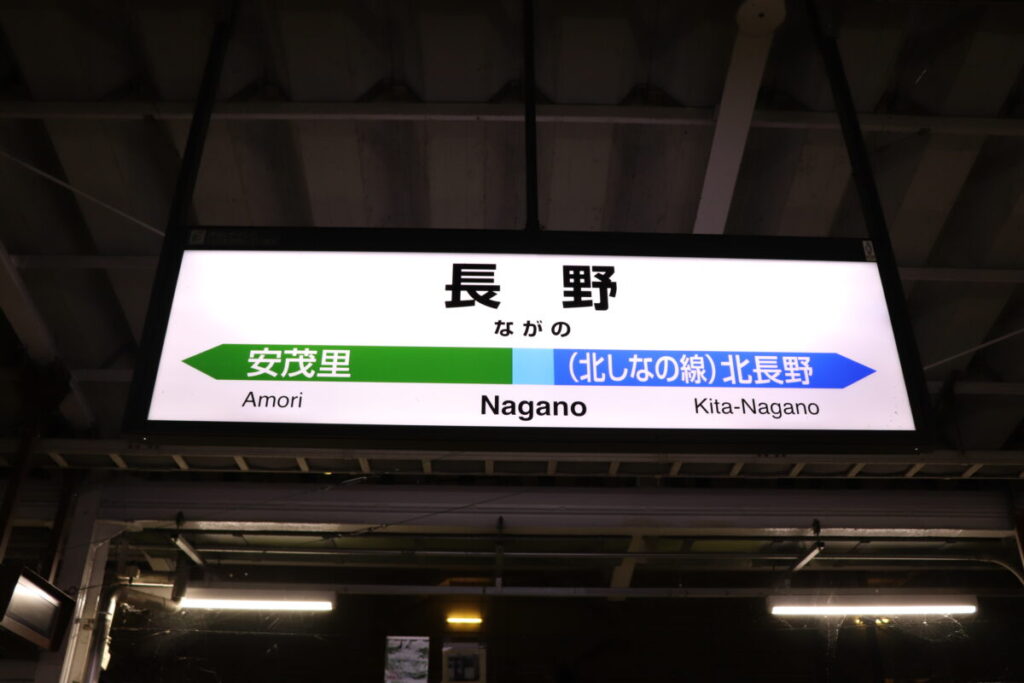 長野
ながの
安茂里
(北しなの線)北長野
Amori
Nagano
Kita-Nagano